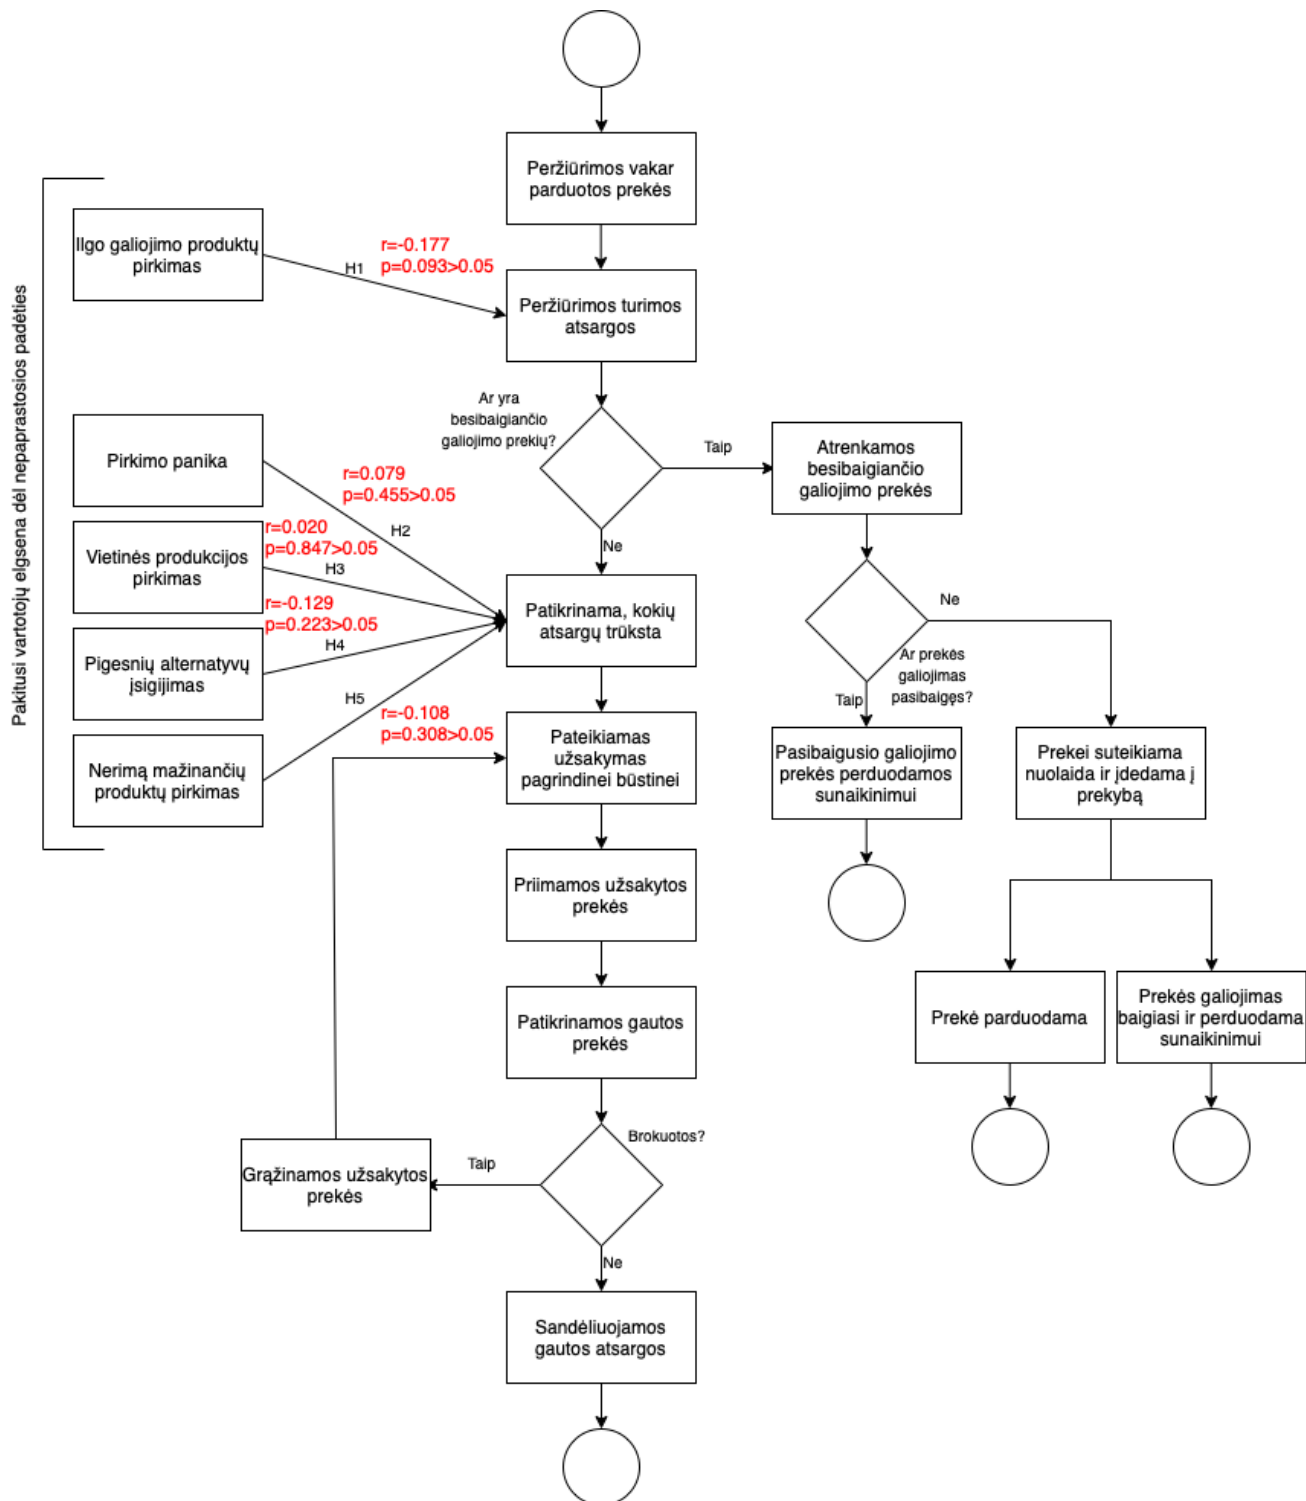 Peržiūrimos vakar
parduotos prekės
Pakitusi vartotojų elgsena dėl nepaprastosios padėties
Ilgo galiojimo produktų
pirkimas
H1
r=-0.177
p=0.093>0.05
Peržiūrimos turimos
atsargos
Ar yra
besibaigiančio
galiojimo prekių?
Taip
Ne
Atrenkamos
besibaigiančio
galiojimo prekės
Pirkimo panika
r=0.079
p=0.455>0.05
H2
Vietinės produkcijos
pirkimas
r=0.020
p=0.847>0.05
H3
Pigesnių alternatyvų
įsigijimas
r=-0.129
p=0.223>0.05
H4
Nerimą mažinančių
produktų pirkimas
H5
r=-0.108
p=0.308>0.05
Patikrinama, kokių
atsargų trūksta
Ne
Ar prekės
galiojimas
pasibaigęs?
Taip
Pateikiamas
užsakymas
pagrindinei būstinei
Pasibaigusio galiojimo
prekės perduodamos
sunaikinimui
Prekei suteikiama
nuolaida ir įdedama į
prekybą
Priimamos užsakytos
prekės
Patikrinamos gautos
prekės
Prekė parduodama
Prekės galiojimas
baigiasi ir perduodama
sunaikinimui
Brokuotos?
Taip
Grąžinamos užsakytos
prekės
Ne
Sandėliuojamos
gautos atsargos